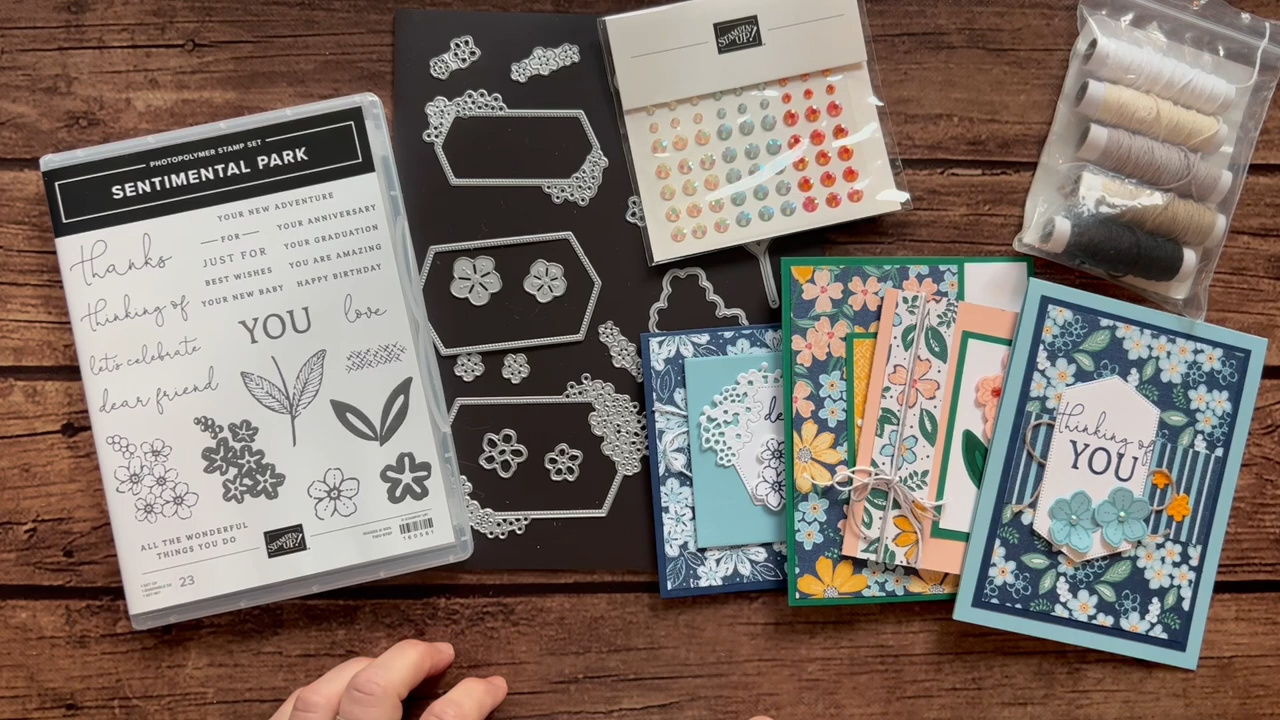 PHOTOPOLYMER STAMP SET
SENTIMENTAL PARK
YOUR NEW ADVENTURE
FOR
YOUR ANNIVERSARY
thanks
JUST FOR
YOUR GRADUATION
BEST WISHES
YOU ARE AMAZING
thinking of
YOUR NEW BABY
HAPPY BIRTHDAY
YOU
love
let's celebrate
dear friend
ALL THE WONDERFUL
THINGS YOU DO
STAMPIN' UP!
160561
23
STAMPIN' UP!
de
thinking of
YOU